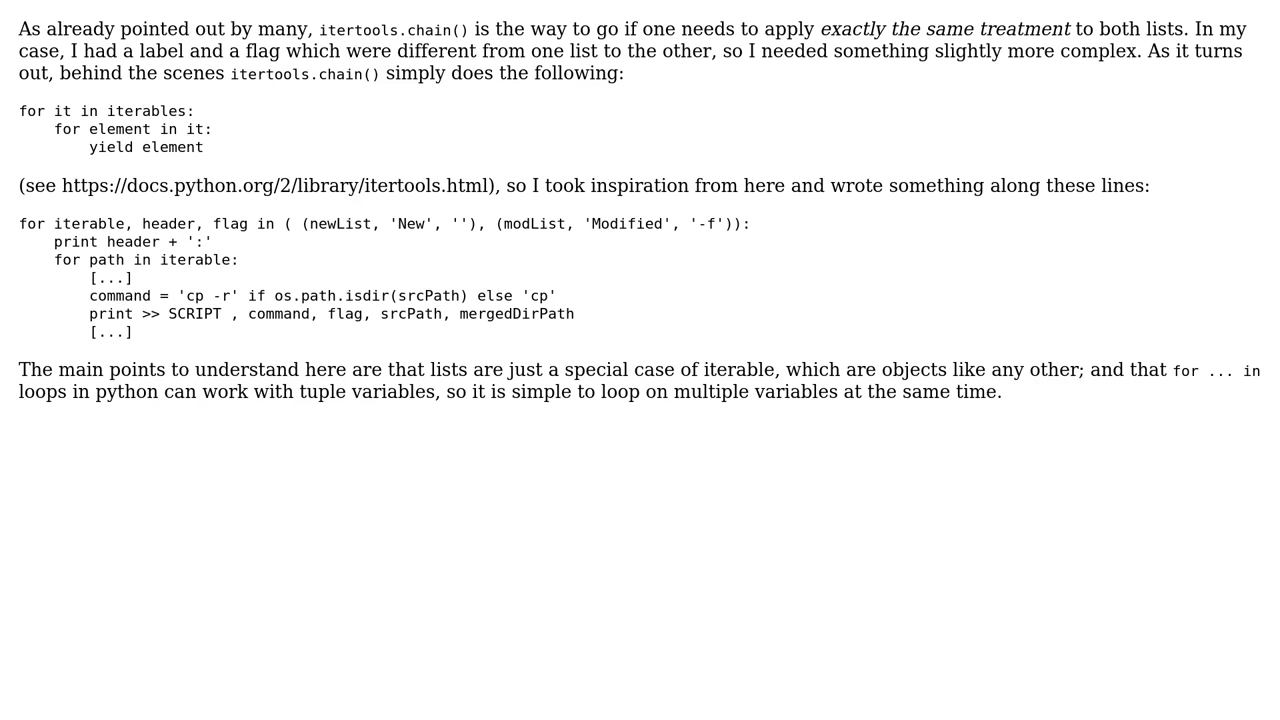 As already pointed out by many, itertools.chain() is the way to go if one needs to apply exactly the same treatment to both lists. In my
case, I had a label and a flag which were different from one list to the other, so I needed something slightly more complex. As it turns
out, behind the scenes itertools.chain() simply does the following:
for it in iterables:
    for element in it:
        yield element
(see https://docs.python.org/2/library/itertools.html), so I took inspiration from here and wrote something along these lines:
for iterable, header, flag in ( (newList, 'New', ''), (modList, 'Modified', '-f')):
    print header + ':'
    for path in iterable:
        [...]
        command = 'cp -r' if os.path.isdir(srcPath) else 'cp'
        print >> SCRIPT , command, flag, srcPath, mergedDirPath
        [...]
The main points to understand here are that lists are just a special case of iterable, which are objects like any other; and that for ... in
loops in python can work with tuple variables, so it is simple to loop on multiple variables at the same time.